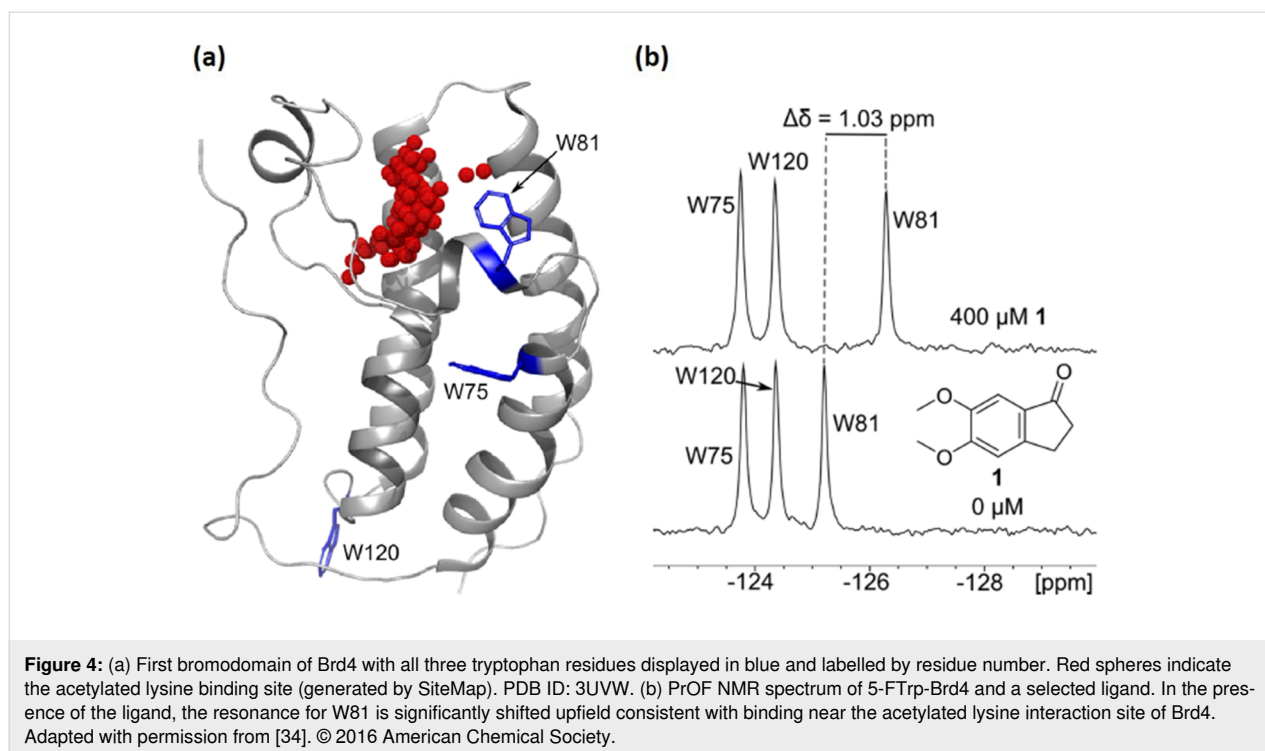 (a)
(b)
W81
W75
W120
Δδ = 1.03 ppm
W120
W75
W81
400 µM 1
W120
W75
W81
O
O
O
1
0 µM
-124 -126 -128 [ppm]
Figure 4: (a) First bromodomain of Brd4 with all three tryptophan residues displayed in blue and labelled by residue number. Red spheres indicate
the acetylated lysine binding site (generated by SiteMap). PDB ID: 3UVW. (b) PrOF NMR spectrum of 5-FTrp-Brd4 and a selected ligand. In the pres-
ence of the ligand, the resonance for W81 is significantly shifted upfield consistent with binding near the acetylated lysine interaction site of Brd4.
Adapted with permission from [34]. © 2016 American Chemical Society.